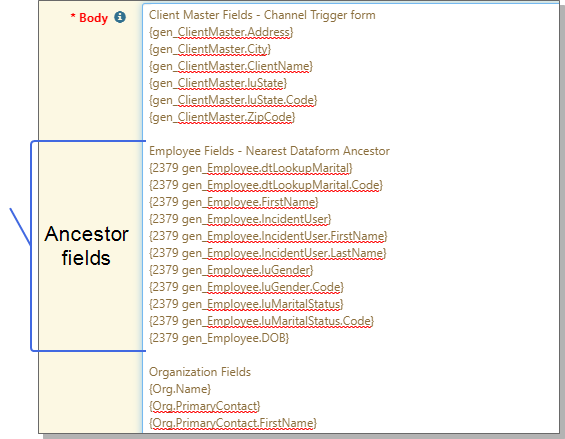 * Body
Client Master Fields - Channel Trigger form
{gen_ClientMaster.Address}
{gen_ClientMaster.City}
{gen_ClientMaster.ClientName}
{gen_ClientMaster.luState}
{gen_ClientMaster.luState.Code}
{gen_ClientMaster.ZipCode}
Ancestor
fields
Employee Fields - Nearest Dataform Ancestor
{2379 gen_Employee.dtLookupMarital}
{2379 gen_Employee.dtLookupMarital.Code}
{2379 gen_Employee.FirstName}
{2379 gen_Employee.IncidentUser}
{2379 gen_Employee.IncidentUser.FirstName}
{2379 gen_Employee.IncidentUser.LastName}
{2379 gen_Employee.luGender}
{2379 gen_Employee.luGender.Code}
{2379 gen_Employee.luMaritalStatus}
{2379 gen_Employee.luMaritalStatus.Code}
{2379 gen_Employee.DOB}
Organization Fields
{Org.Name}
{Org.PrimaryContact}
{Org.PrimaryContact.FirstName}